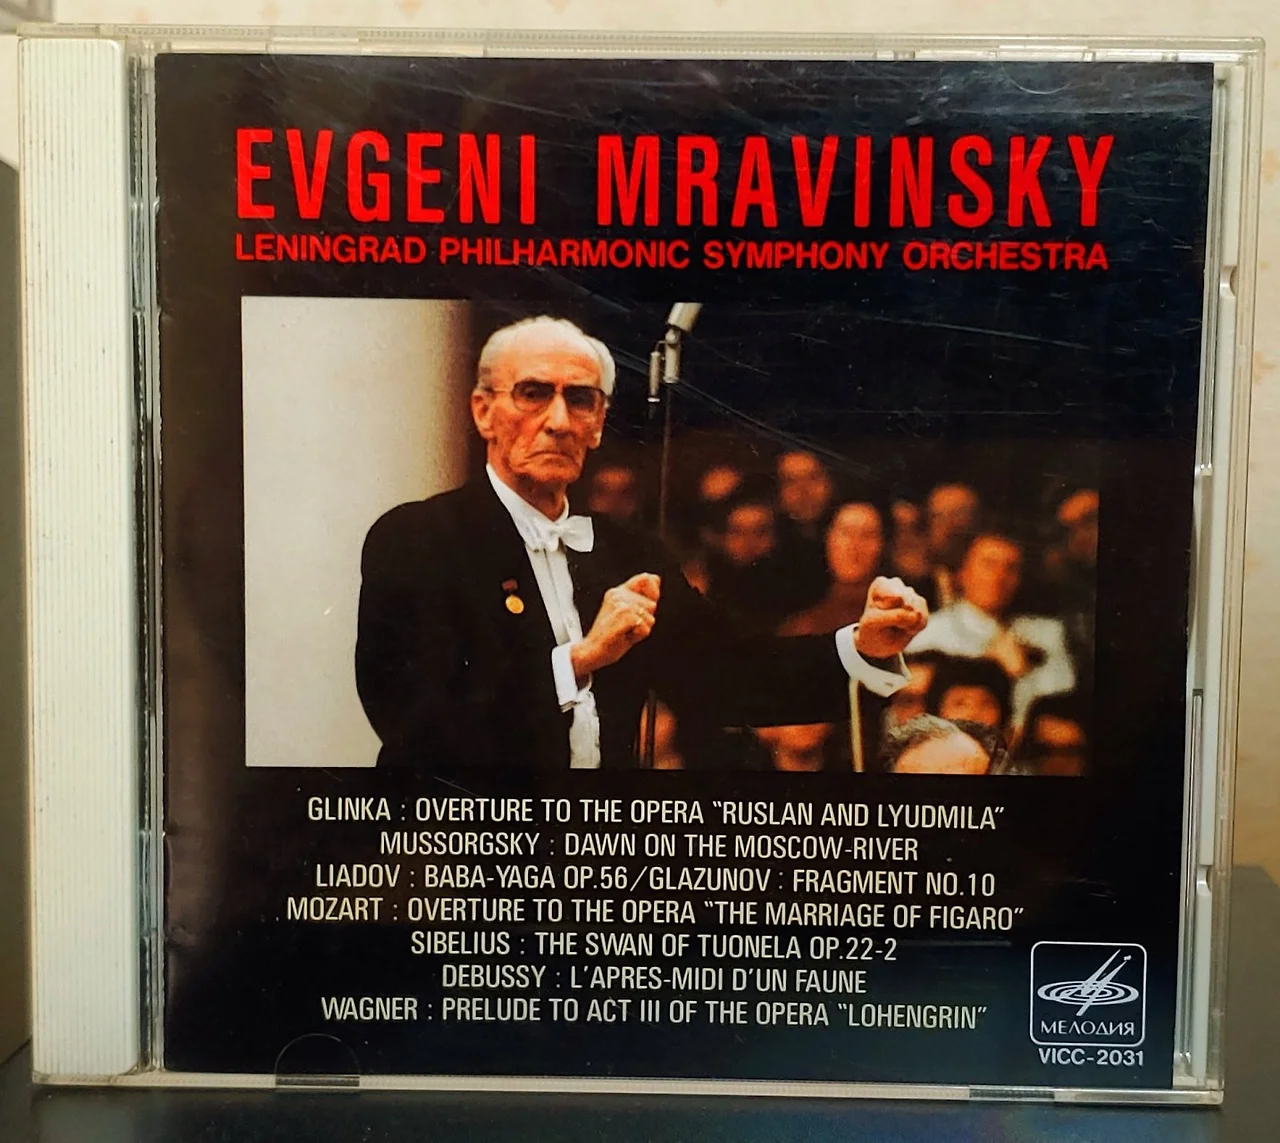 EVGENI MRAVINSKY
LENINGRAD PHILHARMONIC SYMPHONY ORCHESTRA
GLINKA : OVERTURE TO THE OPERA "RUSLAN AND LYUDMILA"
MUSSORGSKY : DAWN ON THE MOSCOW-RIVER
LIADOV : BABA-YAGA OP.56/GLAZUNOV : FRAGMENT NO.10
MOZART : OVERTURE TO THE OPERA "THE MARRIAGE OF FIGARO"
SIBELIUS : THE SWAN OF TUONELA OP.22-2
DEBUSSY : L'APRES-MIDI D'UN FAUNE
WAGNER : PRELUDE TO ACT III OF THE OPERA "LOHENGRIN"
МЕЛОДИЯ
VICC-2031